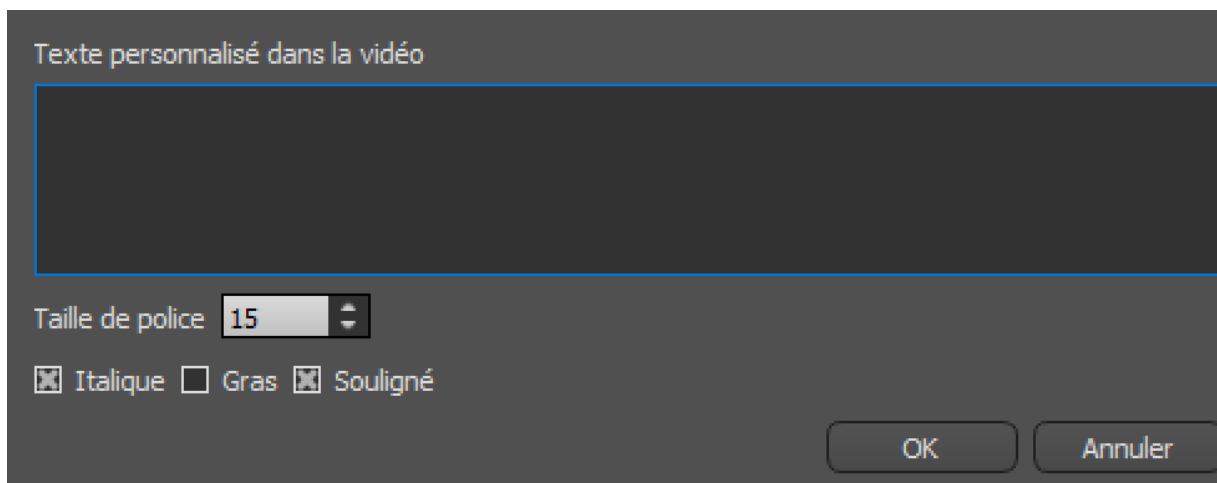 Texte personnalisé dans la vidéo
Taille de police 15
Italique Gras Souligné
OK Annuler